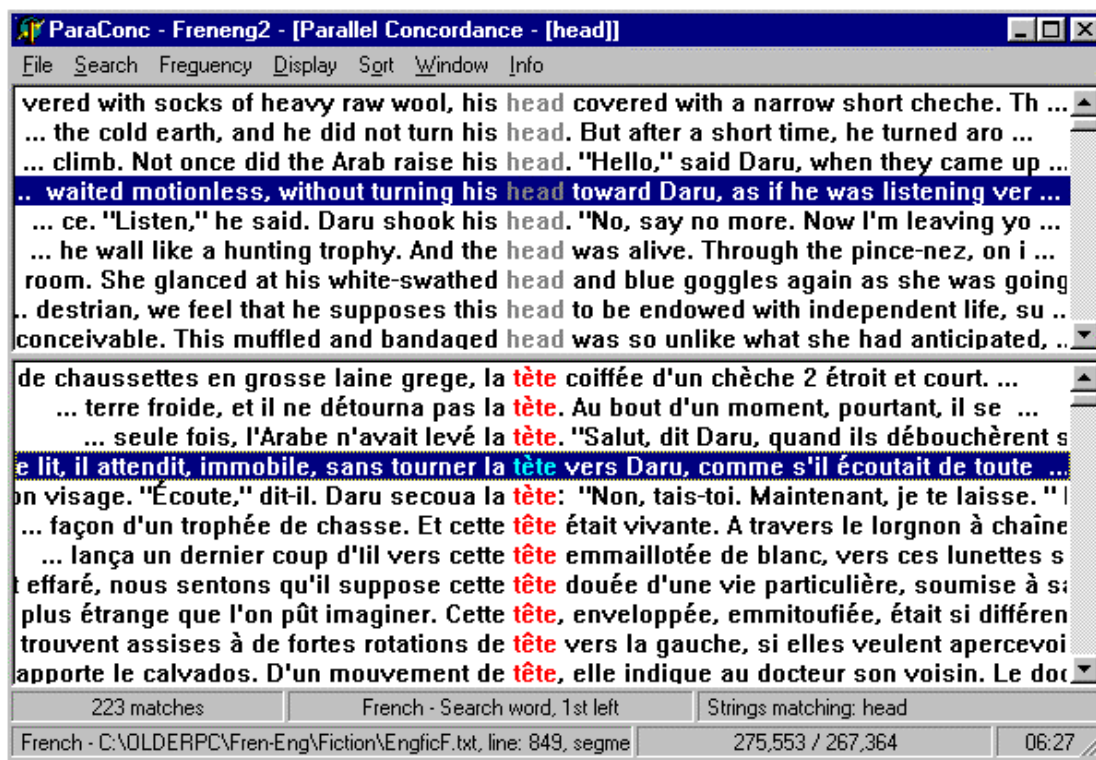 ParaConc - Freneng2 - [Parallel Concordance - [head]]
File Search Freguency Display Sort Window Info
vered with socks of heavy raw wool, his head covered with a narrow short cheche. Th ...
... the cold earth, and he did not turn his head. But after a short time, he turned aro ...
... climb. Not once did the Arab raise his head. "Hello," said Daru, when they came up ...
.. waited motionless, without turning his head toward Daru, as if he was listening ver ...
... ce. "Listen," he said. Daru shook his head. "No, say no more. Now I'm leaving yo ...
... he wall like a hunting trophy. And the head was alive. Through the pince-nez, on i ...
room. She glanced at his white-swathed head and blue goggles again as she was going
.. destrian, we feel that he supposes this head to be endowed with independent life, su ..
conceivable. This muffled and bandaged head was so unlike what she had anticipated, ..
de chaussettes en grosse laine grege, la tète coiffée d'un chèche 2 étroit et court. ...
... terre froide, et il ne détourna pas la tète. Au bout d'un moment, pourtant, il se ...
... seule fois, l'Arabe n'avait levé la tète. "Salut, dit Daru, quand ils débouchèrent s
e lit, il attendit, immobile, sans tourner la tète vers Daru, comme s'il écoutait de toute ...
on visage. "Écoute," dit-il. Daru secoua la tète: "Non, tais-toi. Maintenant, je te laisse. "
... façon d'un trophée de chasse. Et cette tête était vivante. A travers le lorgnon à chaîne
... lança un dernier coup d'Iil vers cette tête emmaillotée de blanc, vers ces lunettes s
t effaré, nous sentons qu'il suppose cette tête douée d'une vie particulière, soumise à sa
plus étrange que l'on pût imaginer. Cette tête, enveloppée, emmitoufiée, était si différen
trouvent assises à de fortes rotations de tête vers la gauche, si elles veulent apercevoi
apporte le calvados. D'un mouvement de tête, elle indique au docteur son voisin. Le doc
223 matches French - Search word, 1st left Strings matching: head
French - C:\OLDERPC\Fren-Eng\Fiction\EngficF.txt, line: 849, segme 275,553 / 267,364 06:27